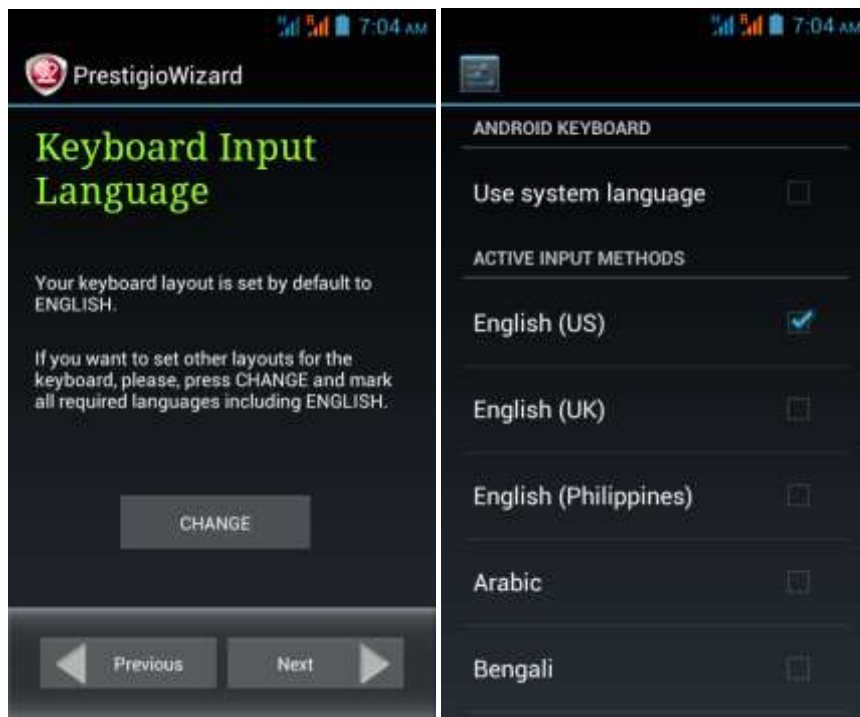 7:04 AM
PrestigioWizard
Keyboard Input
Language
Your keyboard layout is set by default to
ENGLISH.
If you want to set other layouts for the
keyboard, please, press CHANGE and mark
all required languages including ENGLISH.
CHANGE
Previous
Next
7:04 AM
ANDROID KEYBOARD
Use system language
ACTIVE INPUT METHODS
English (US)
English (UK)
English (Philippines)
Arabic
Bengali